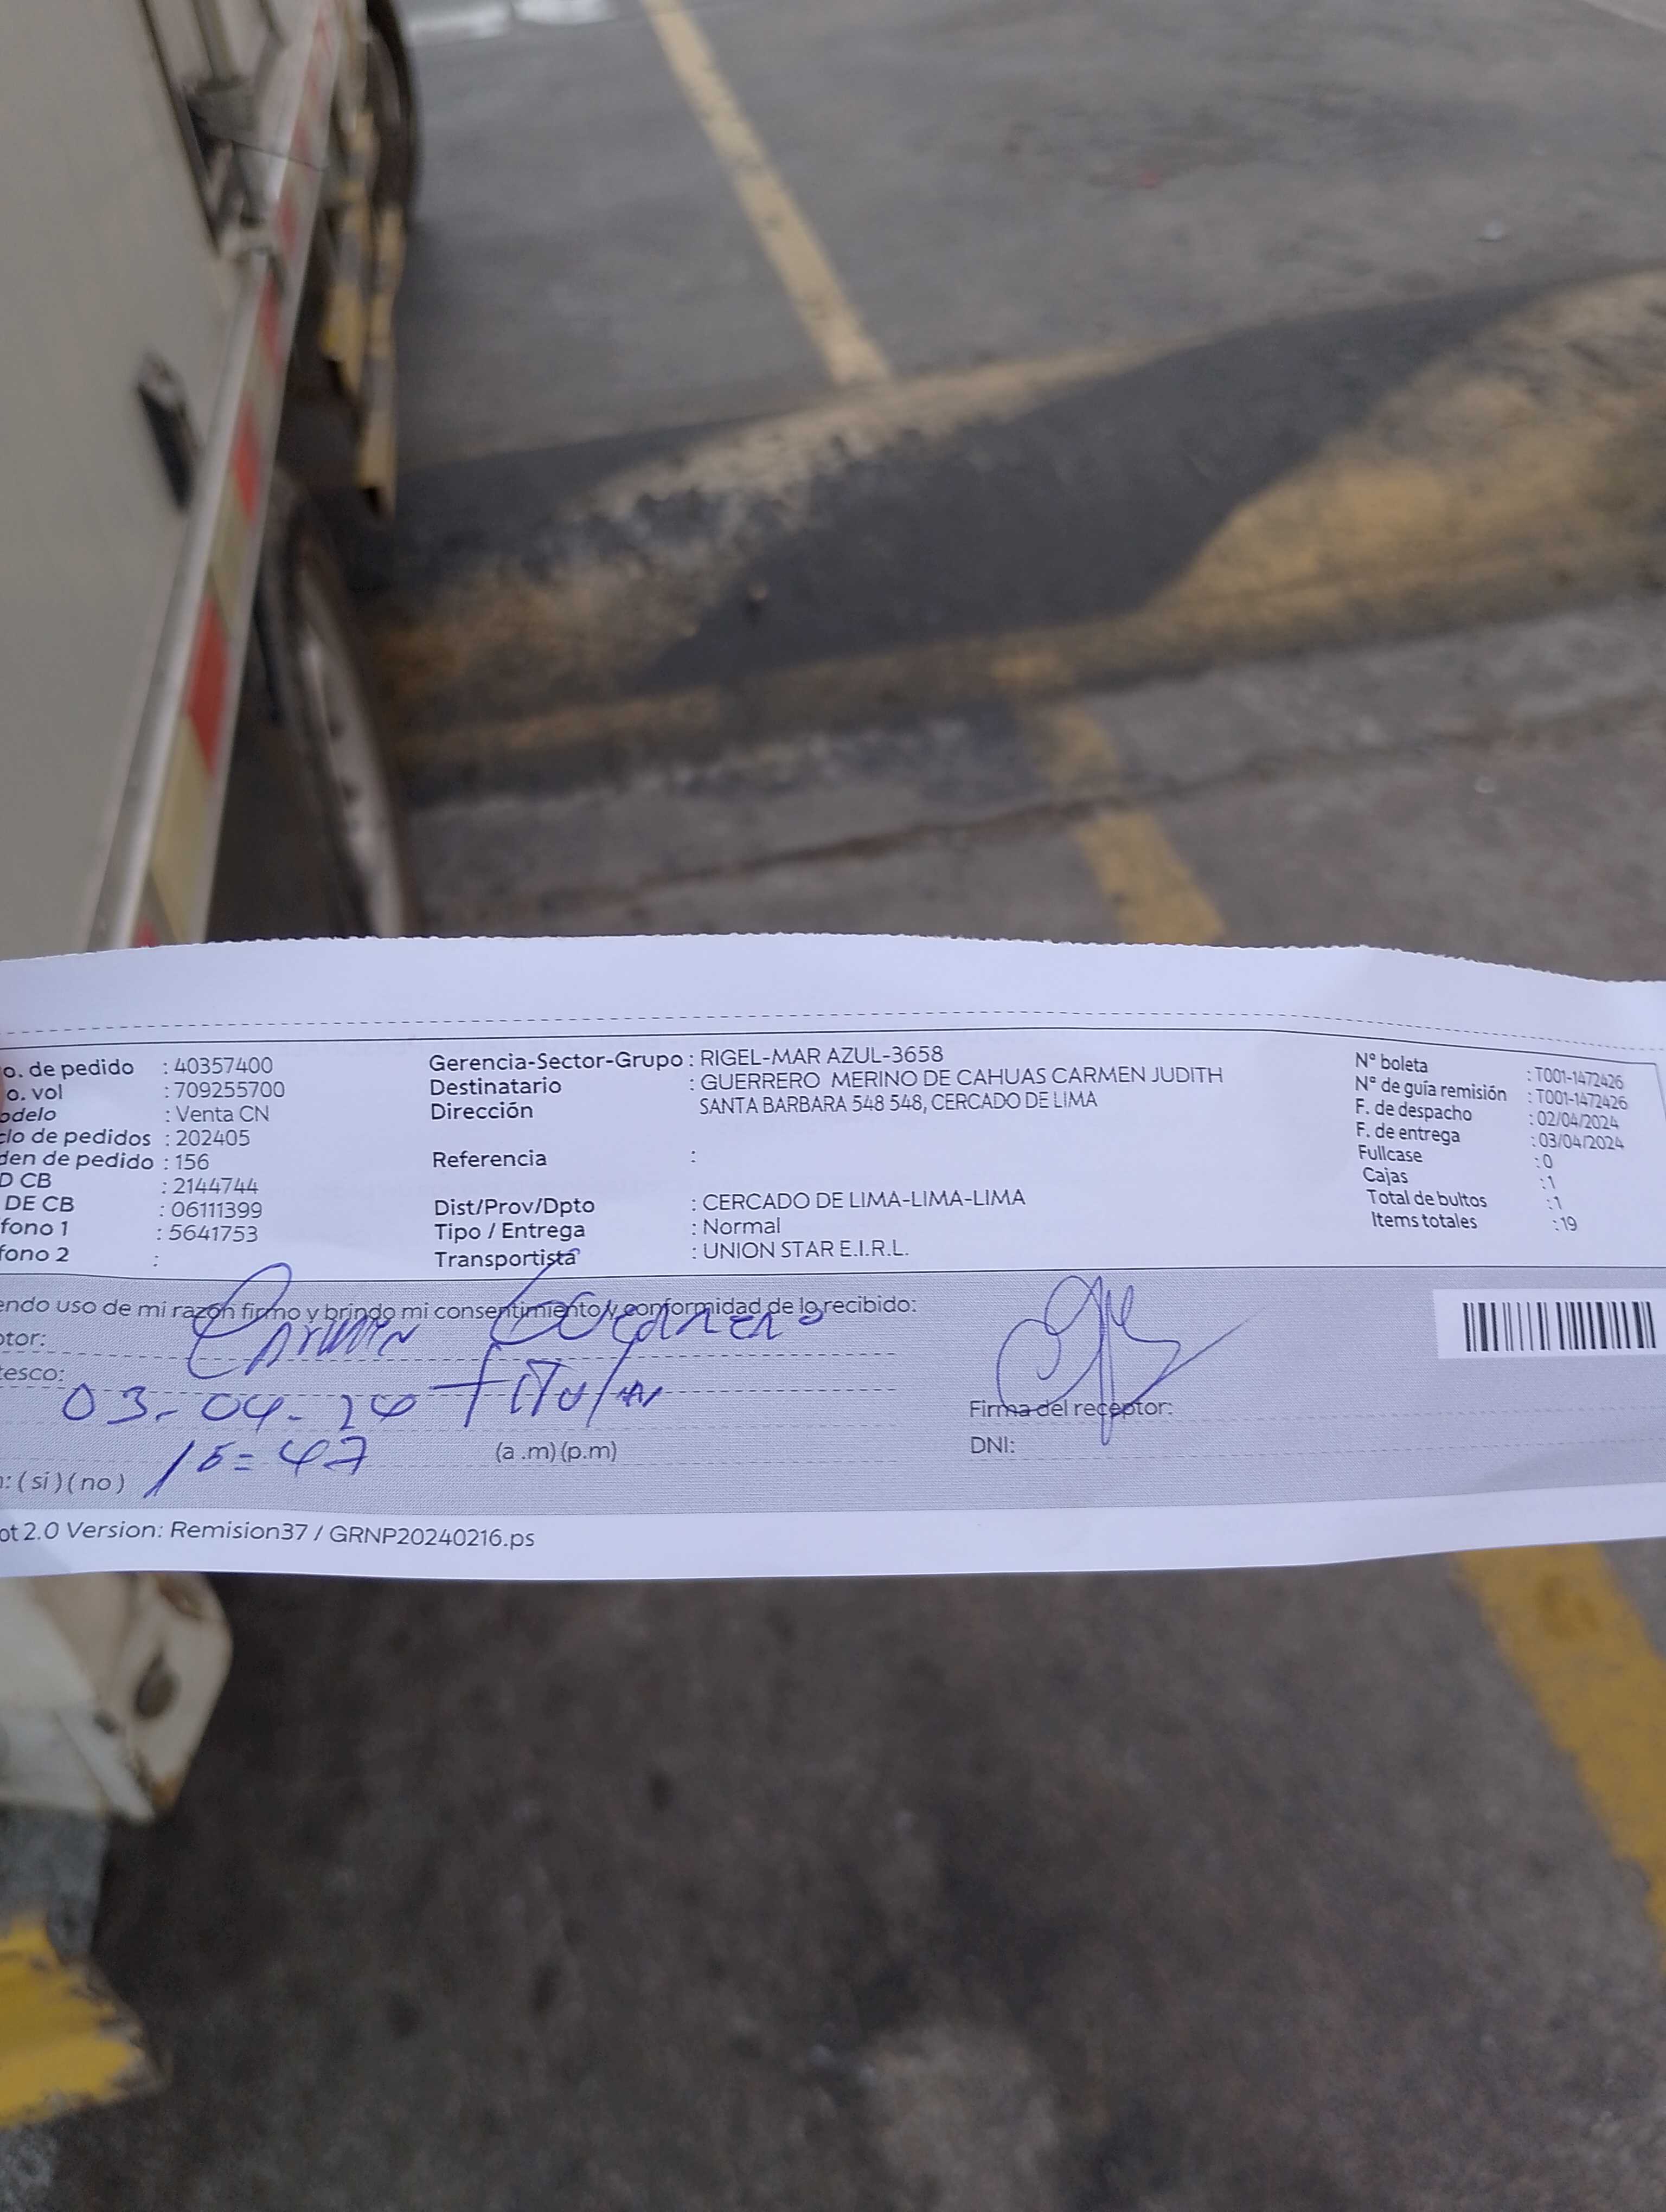 o. de pedido : 40357400
o. vol : 709255700
odelo : Venta CN
clo de pedidos : 202405
den de pedido : 156
D CB : 2144744
DE CB : 06111399
fono 1 : 5641753
fono 2 :
Gerencia-Sector-Grupo : RIGEL-MAR AZUL-3658
Destinatario : GUERRERO MERINO DE CAHUAS CARMEN JUDITH
Dirección SANTA BARBARA 548 548, CERCADO DE LIMA
Referencia :
Dist/Prov/Dpto : CERCADO DE LIMA-LIMA-LIMA
Tipo / Entrega : Normal
Transportista : UNION STAR E.I.R.L.
N° boleta : T001-1472426
N° de guía remisión : T001-1472426
F. de despacho : 02/04/2024
F. de entrega : 03/04/2024
Fullcase : 0
Cajas : 1
Total de bultos : 1
Items totales : 19
endo uso de mi razón firmo y brindo mi consentimiento y conformidad de lo recibido:
ptor: Carmen Guerrero
tesco: Titular
03-04-24
15=47 (a .m) (p.m)
: ( si ) ( no )
Firma del receptor:
DNI:
ot 2.0 Version: Remision37 / GRNP20240216.ps